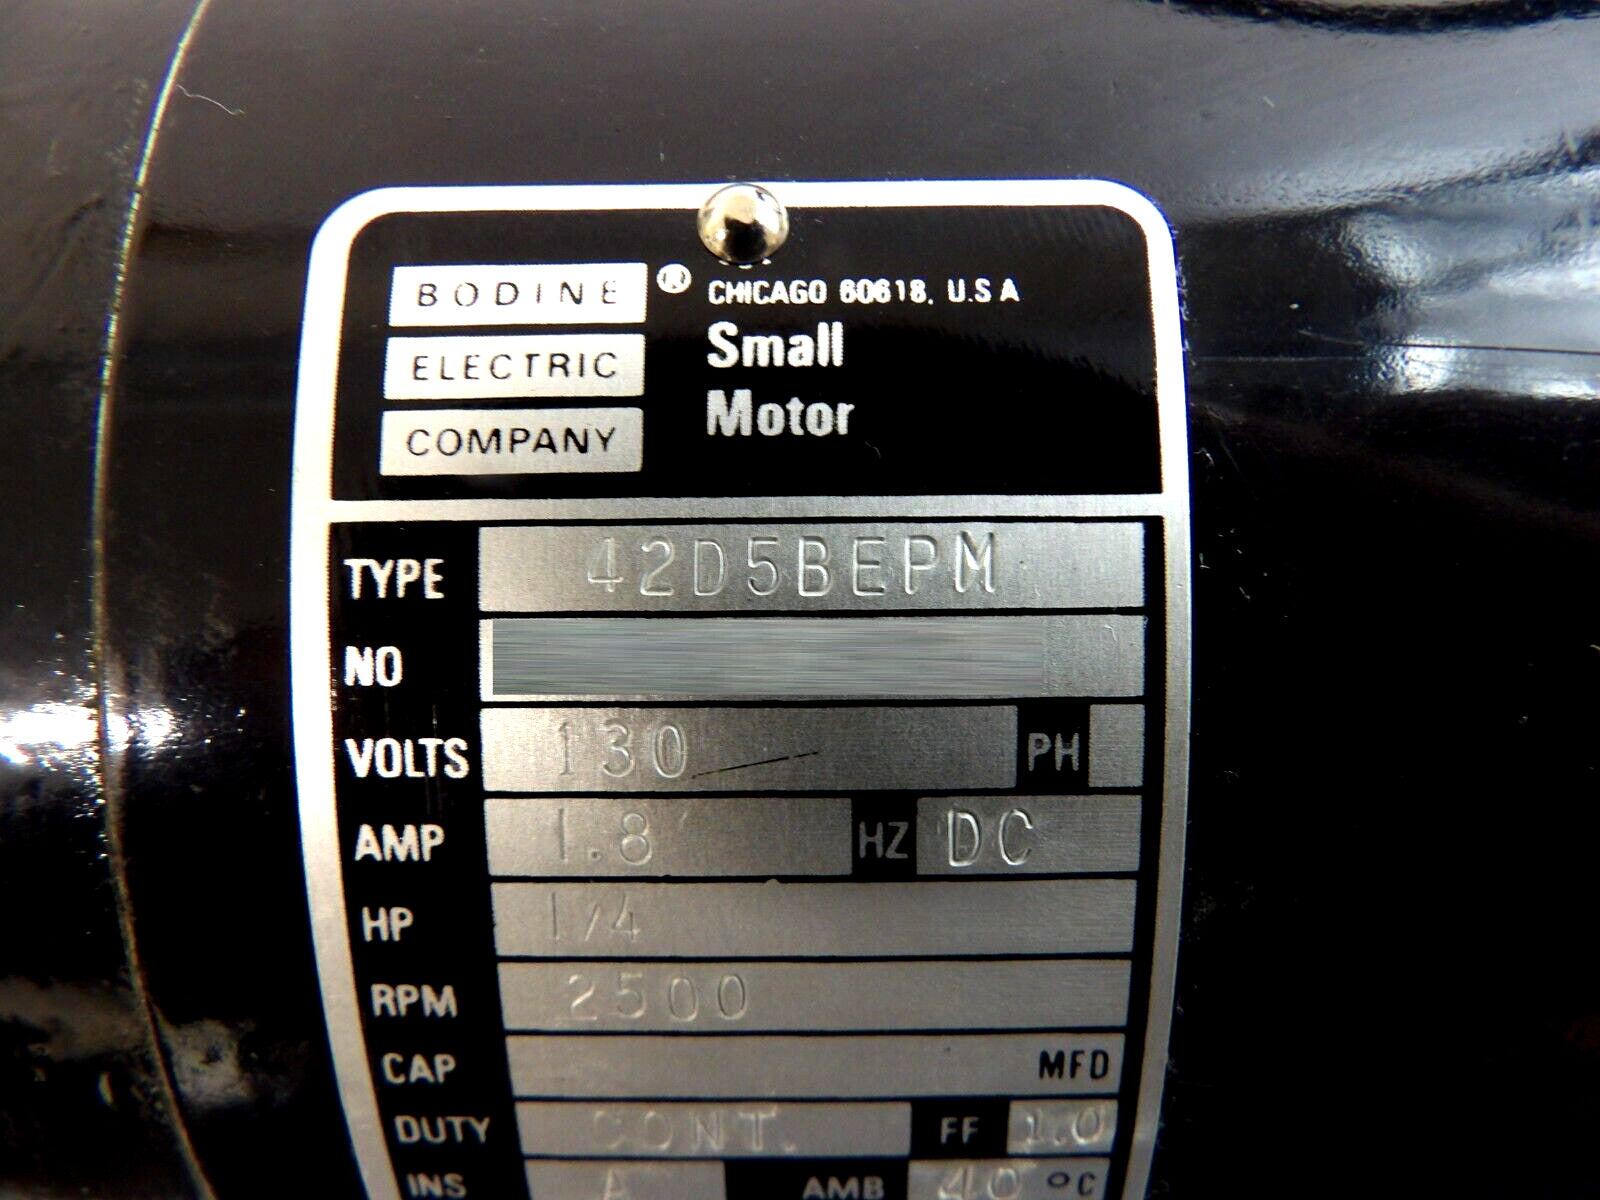 BODINE ® CHICAGO 60618, U.S A
ELECTRIC Small
COMPANY Motor
TYPE 42D5BEPM
NO
VOLTS 130 PH
AMP 1.8 HZ DC
HP 1/4
RPM 2500
CAP MFD
DUTY CONT. FF 1.0
INS A AMB 40 °C